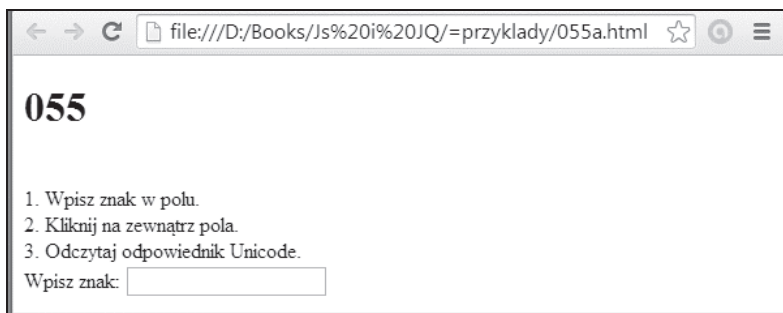 file:///D:/Books/Js%20i%20JQ/=przyklady/055a.html
055
1. Wpisz znak w polu.
2. Kliknij na zewnątrz pola.
3. Odczytaj odpowiednik Unicode.
Wpisz znak: